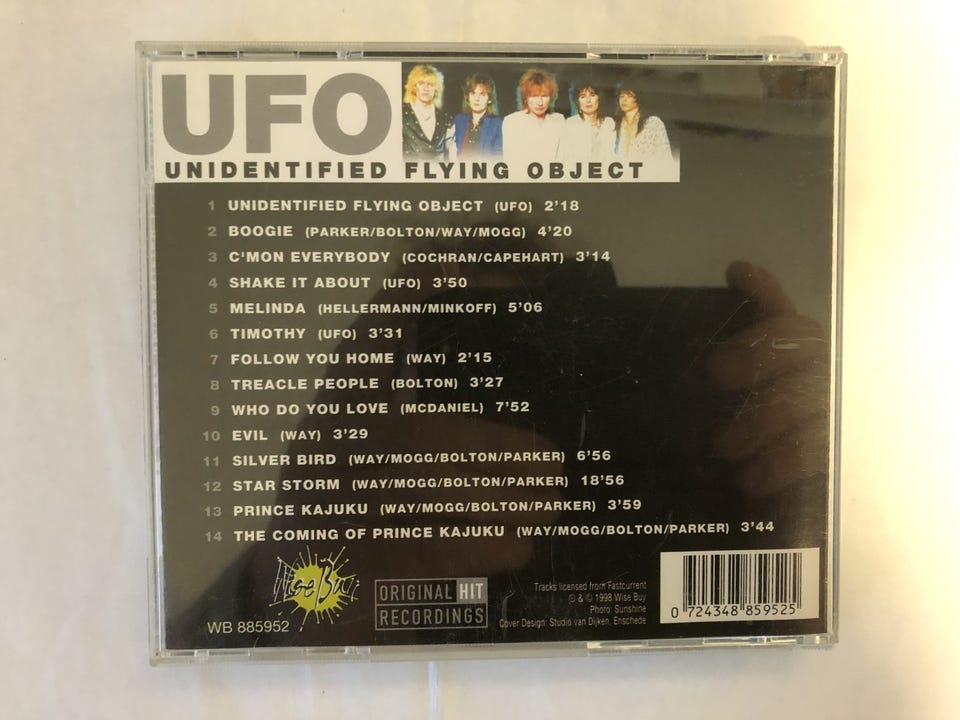 UFO
UNIDENTIFIED FLYING OBJECT
1 UNIDENTIFIED FLYING OBJECT (UFO) 2'18
2 BOOGIE (PARKER/BOLTON/WAY/MOGG) 4'20
3 C'MON EVERYBODY (COCHRAN/CAPEHART) 3'14
4 SHAKE IT ABOUT (UFO) 3'50
5 MELINDA (HELLERMANN/MINKOFF) 5'06
6 TIMOTHY (UFO) 3'31
7 FOLLOW YOU HOME (WAY) 2'15
8 TREACLE PEOPLE (BOLTON) 3'27
9 WHO DO YOU LOVE (MCDANIEL) 7'52
10 EVIL (WAY) 3'29
11 SILVER BIRD (WAY/MOGG/BOLTON/PARKER) 6'56
12 STAR STORM (WAY/MOGG/BOLTON/PARKER) 18'56
13 PRINCE KAJUKU (WAY/MOGG/BOLTON/PARKER) 3'59
14 THE COMING OF PRINCE KAJUKU (WAY/MOGG/BOLTON/PARKER) 3'44
Wise Buy
WB 885952
ORIGINAL HIT
RECORDINGS
Tracks licensed from Fastcurrent
℗ & © 1998 Wise Buy
Photo: Sunshine
Cover Design: Studio van Dijken, Enschede
0 724348 859525